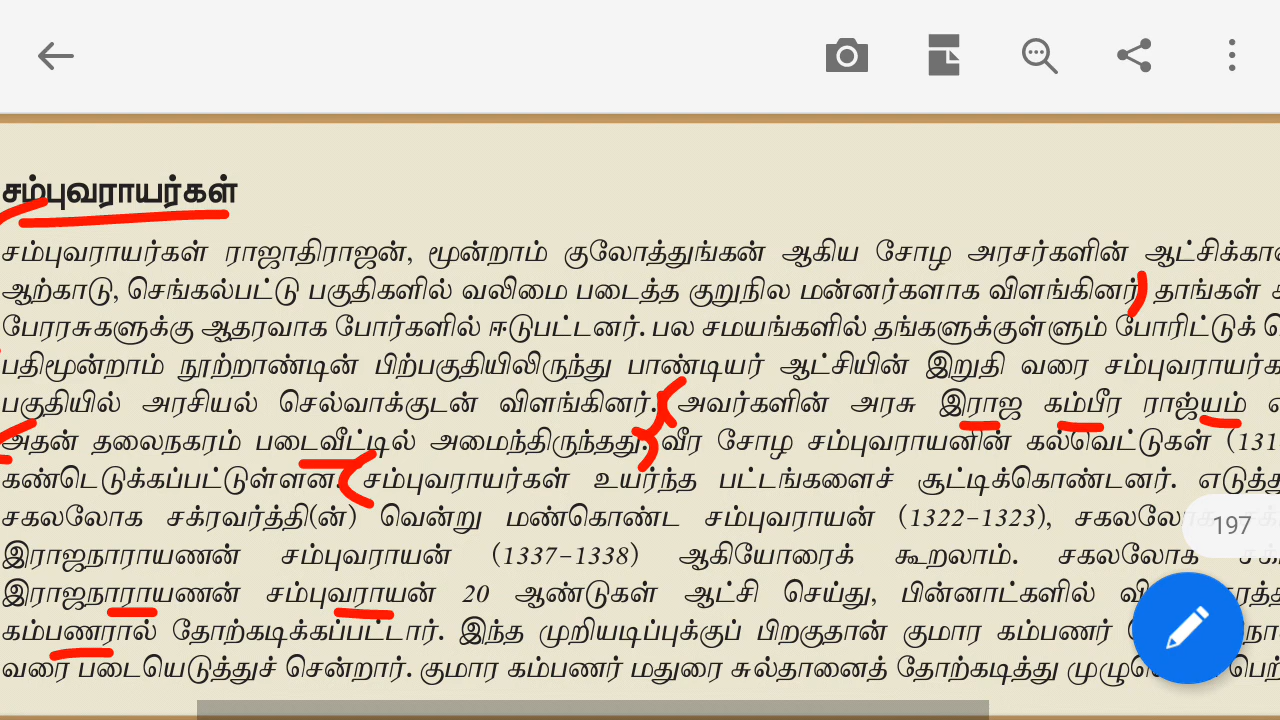 சம்புவராயர்கள்
சம்புவராயர்கள் ராஜாதிராஜன், மூன்றாம் குலோத்துங்கன் ஆகிய சோழ அரசர்களின்
ஆற்காடு, செங்கல்பட்டு பகுதிகளில் வலிமை படைத்த குறுநில மன்னர்களாக விளங்கினர். தாங்கள்
பேரரசுகளுக்கு ஆதரவாக போர்களில் ஈடுபட்டனர். பல சமயங்களில் தங்களுக்குள்ளும் போரிட்டுக்
பதிமூன்றாம் நூற்றாண்டின் பிற்பகுதியிலிருந்து பாண்டியர் ஆட்சியின் இறுதி வரை
பகுதியில் அரசியல் செல்வாக்குடன் விளங்கினர். அவர்களின் அரசு இராஜ கம்பீர ராஜ்யம்
அதன் தலைநகரம் படைவீட்டில் அமைந்திருந்தது. வீர சோழ சம்புவராயனின் கல்வெட்டுகள் (131
கண்டெடுக்கப்பட்டுள்ளன. சம்புவராயர்கள் உயர்ந்த பட்டங்களைச் சூட்டிக்கொண்டனர்.
சகலலோக சக்ரவர்த்தி(ன்) வென்று மண்கொண்ட சம்புவராயன் (1322–1323),
197
இராஜநாராயணன் சம்புவராயன் (1337–1338) ஆகியோரைக் கூறலாம். சகலலோக
இராஜநாராயணன் சம்புவராயன் 20 ஆண்டுகள் ஆட்சி செய்து, பின்னாட்களில்
கம்பணரால் தோற்கடிக்கப்பட்டார். இந்த முறியடிப்புக்குப் பிறகுதான் குமார கம்பணர்
வரை படையெடுத்துச் சென்றார். குமார கம்பணர் மதுரை சுல்தானைத் தோற்கடித்து